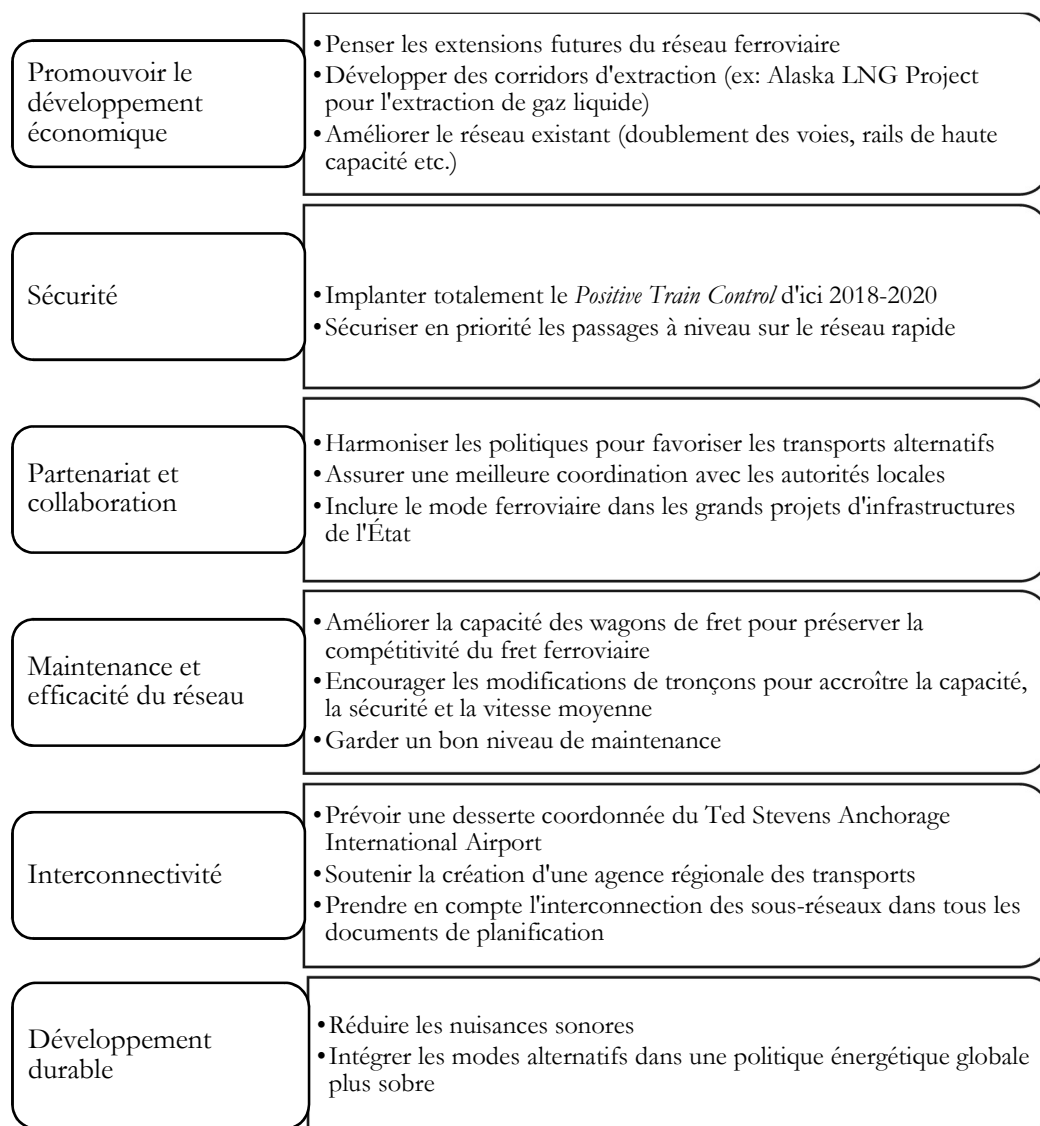 Promouvoir le
développement
économique
•Penser les extensions futures du réseau ferroviaire
•Développer des corridors d'extraction (ex: Alaska LNG Project
pour l'extraction de gaz liquide)
•Améliorer le réseau existant (doublement des voies, rails de haute
capacité etc.)
Sécurité
•Implanter totalement le Positive Train Control d'ici 2018-2020
•Sécuriser en priorité les passages à niveau sur le réseau rapide
Partenariat et
collaboration
•Harmoniser les politiques pour favoriser les transports alternatifs
•Assurer une meilleure coordination avec les autorités locales
•Inclure le mode ferroviaire dans les grands projets d'infrastructures
de l'État
Maintenance et
efficacité du réseau
•Améliorer la capacité des wagons de fret pour préserver la
compétitivité du fret ferroviaire
•Encourager les modifications de tronçons pour accroître la capacité,
la sécurité et la vitesse moyenne
•Garder un bon niveau de maintenance
Interconnectivité
•Prévoir une desserte coordonnée du Ted Stevens Anchorage
International Airport
•Soutenir la création d'une agence régionale des transports
•Prendre en compte l'interconnection des sous-réseaux dans tous les
documents de planification
Développement
durable
•Réduire les nuisances sonores
•Intégrer les modes alternatifs dans une politique énergétique globale
plus sobre